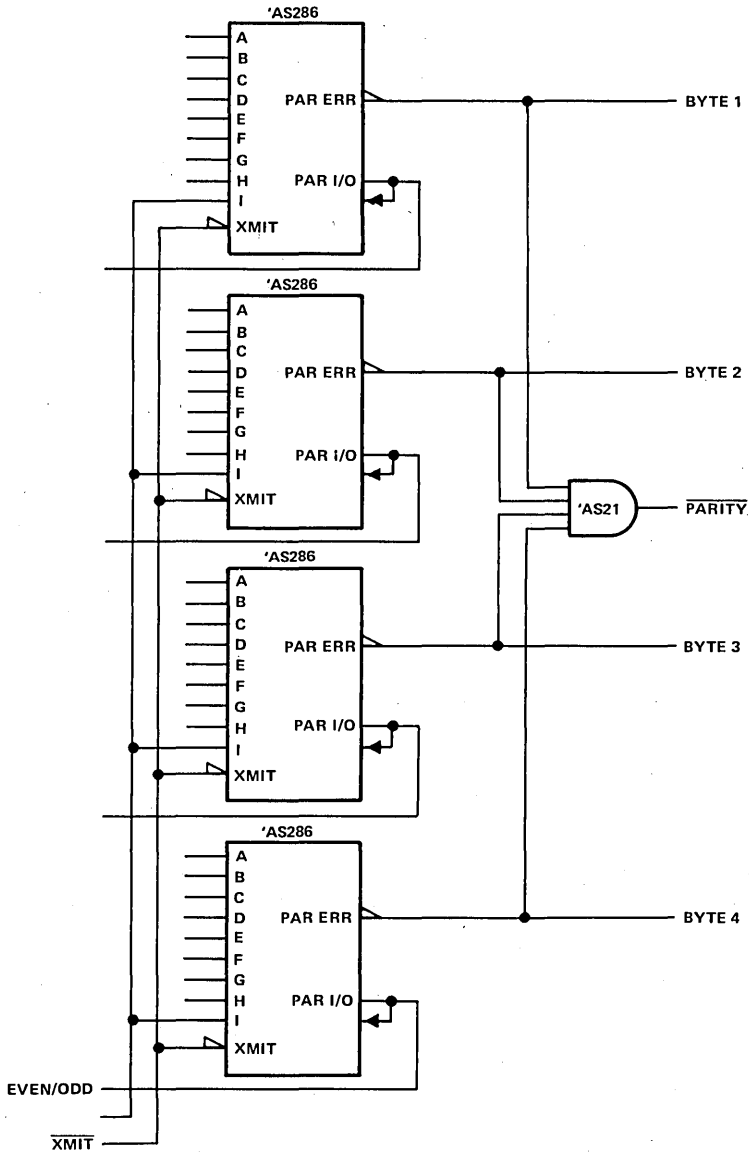 'AS286
A
B
C
D
E
F
G
H
I
XMIT
PAR ERR
PAR I/O
BYTE 1
'AS286
A
B
C
D
E
F
G
H
I
XMIT
PAR ERR
PAR I/O
BYTE 2
'AS21
PARITY
'AS286
A
B
C
D
E
F
G
H
I
XMIT
PAR ERR
PAR I/O
BYTE 3
'AS286
A
B
C
D
E
F
G
H
I
XMIT
PAR ERR
PAR I/O
BYTE 4
EVEN/ODD
XMIT